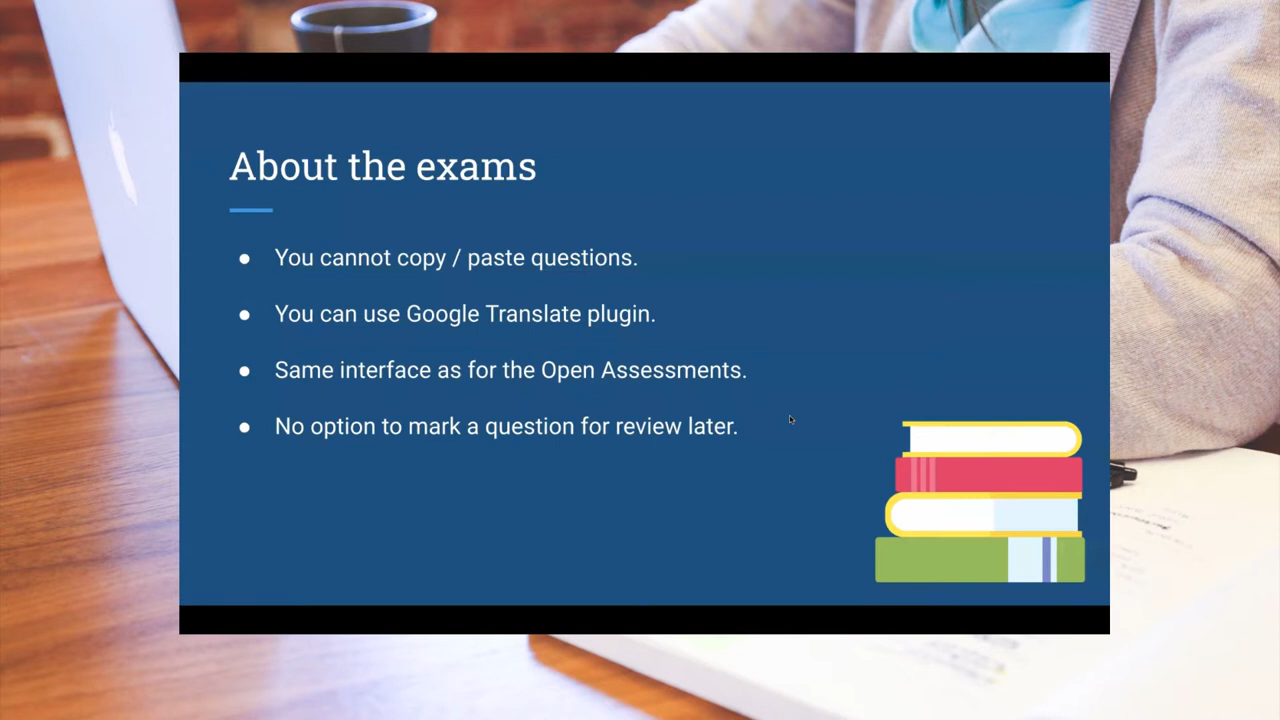 About the exams
● You cannot copy / paste questions.
● You can use Google Translate plugin.
● Same interface as for the Open Assessments.
● No option to mark a question for review later.